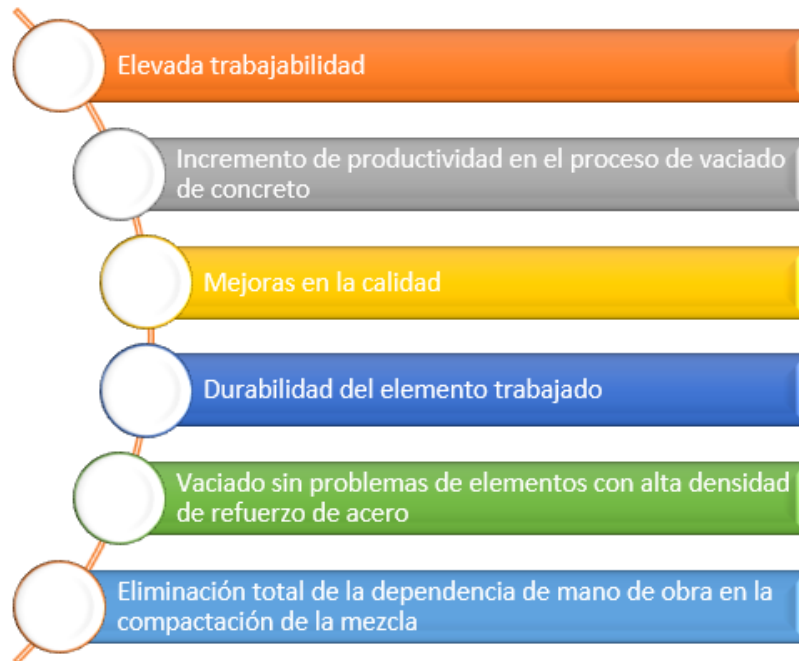 Elevada trabajabilidad
Incremento de productividad en el proceso de vaciado
de concreto
Mejoras en la calidad
Durabilidad del elemento trabajado
Vaciado sin problemas de elementos con alta densidad
de refuerzo de acero
Eliminación total de la dependencia de mano de obra en la
compactación de la mezcla